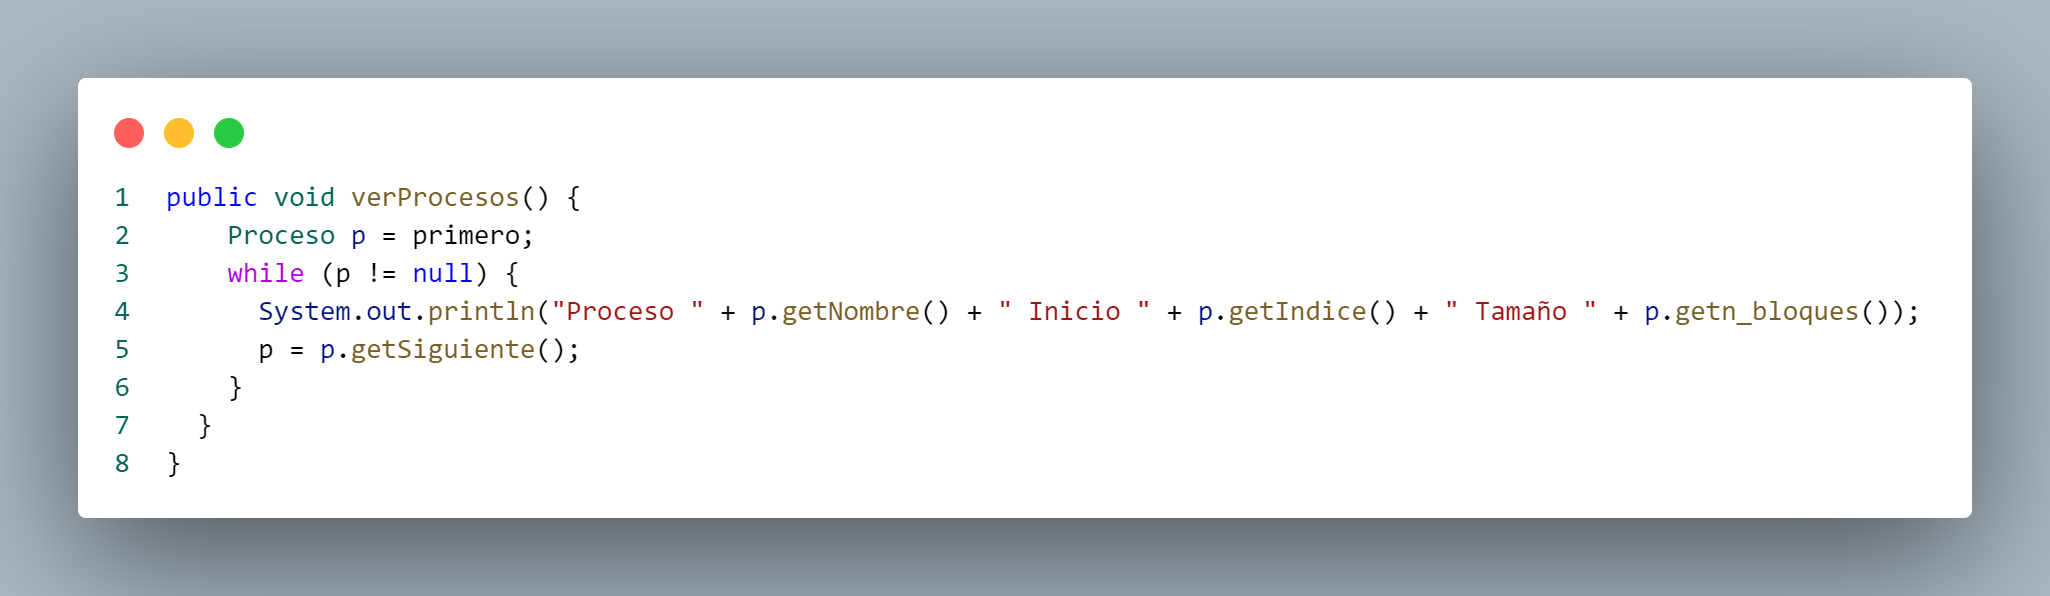 1 public void verProcesos() {
2     Proceso p = primero;
3     while (p != null) {
4       System.out.println("Proceso " + p.getNombre() + " Inicio " + p.getIndice() + " Tamaño " + p.getn_bloques());
5       p = p.getSiguiente();
6     }
7   }
8 }